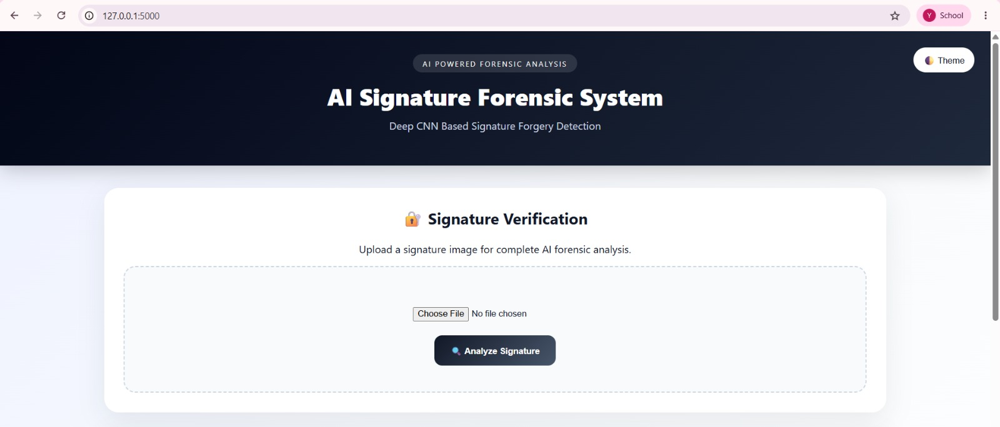 127.0.0.1:5000
Y School
AI POWERED FORENSIC ANALYSIS
Theme
AI Signature Forensic System
Deep CNN Based Signature Forgery Detection
Signature Verification
Upload a signature image for complete AI forensic analysis.
Choose File No file chosen
Analyze Signature